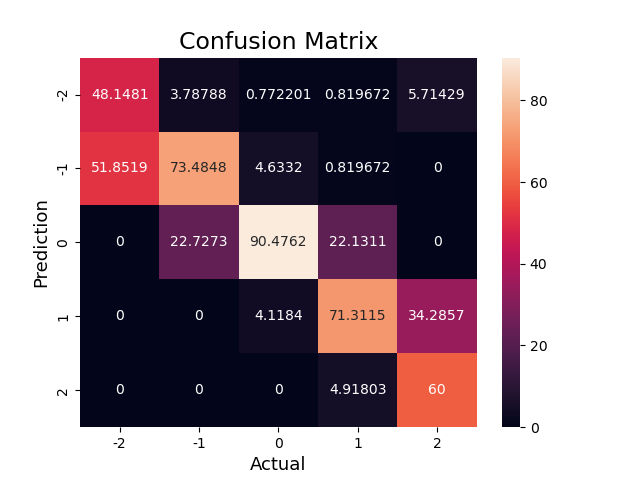 Confusion Matrix
-2 48.1481 3.78788 0.772201 0.819672 5.71429
-1 51.8519 73.4848 4.6332 0.819672 0
0 0 22.7273 90.4762 22.1311 0
1 0 0 4.1184 71.3115 34.2857
2 0 0 0 4.91803 60
-2 -1 0 1 2
Actual
Prediction
80
60
40
20
0